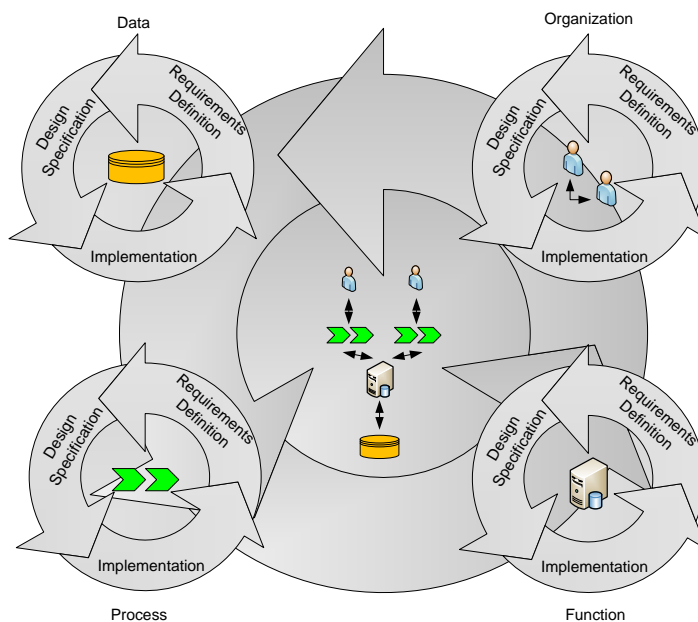 Data
Organization
Design
Specification
Requirements
Definition
Implementation
Design
Specification
Requirements
Definition
Implementation
Design
Specification
Requirements
Definition
Implementation
Design
Specification
Requirements
Definition
Implementation
Process
Function